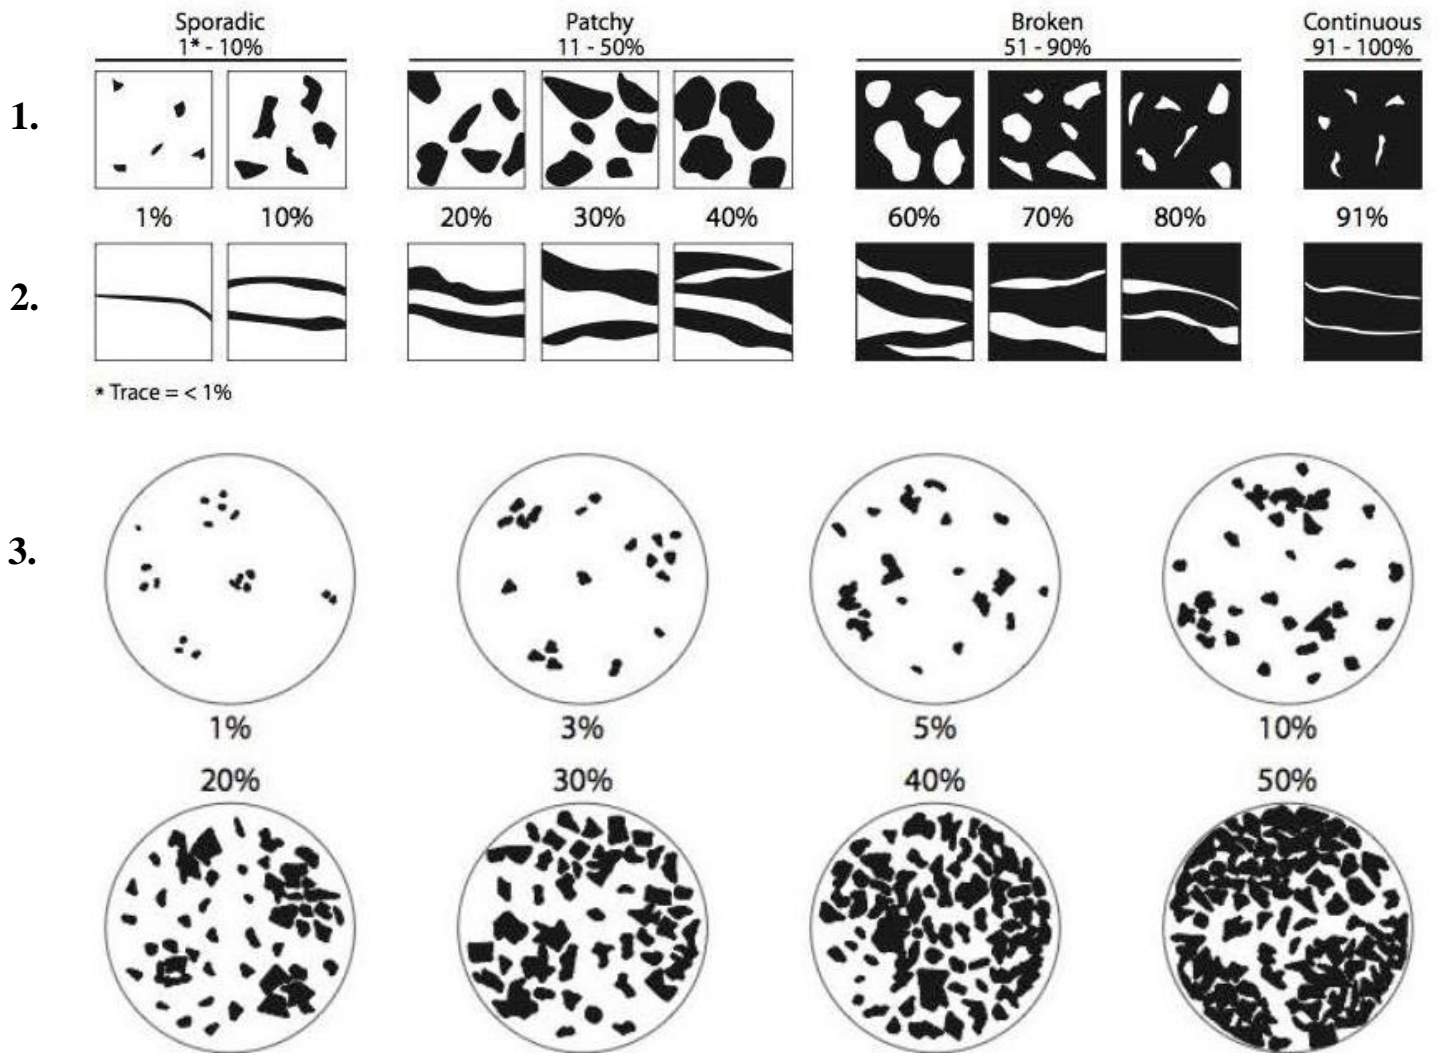 Sporadic
1* - 10%
Patchy
11 - 50%
Broken
51 - 90%
Continuous
91 - 100%
1.
1% 10% 20% 30% 40% 60% 70% 80% 91%
2.
* Trace = < 1%
3.
1% 3% 5% 10%
20% 30% 40% 50%